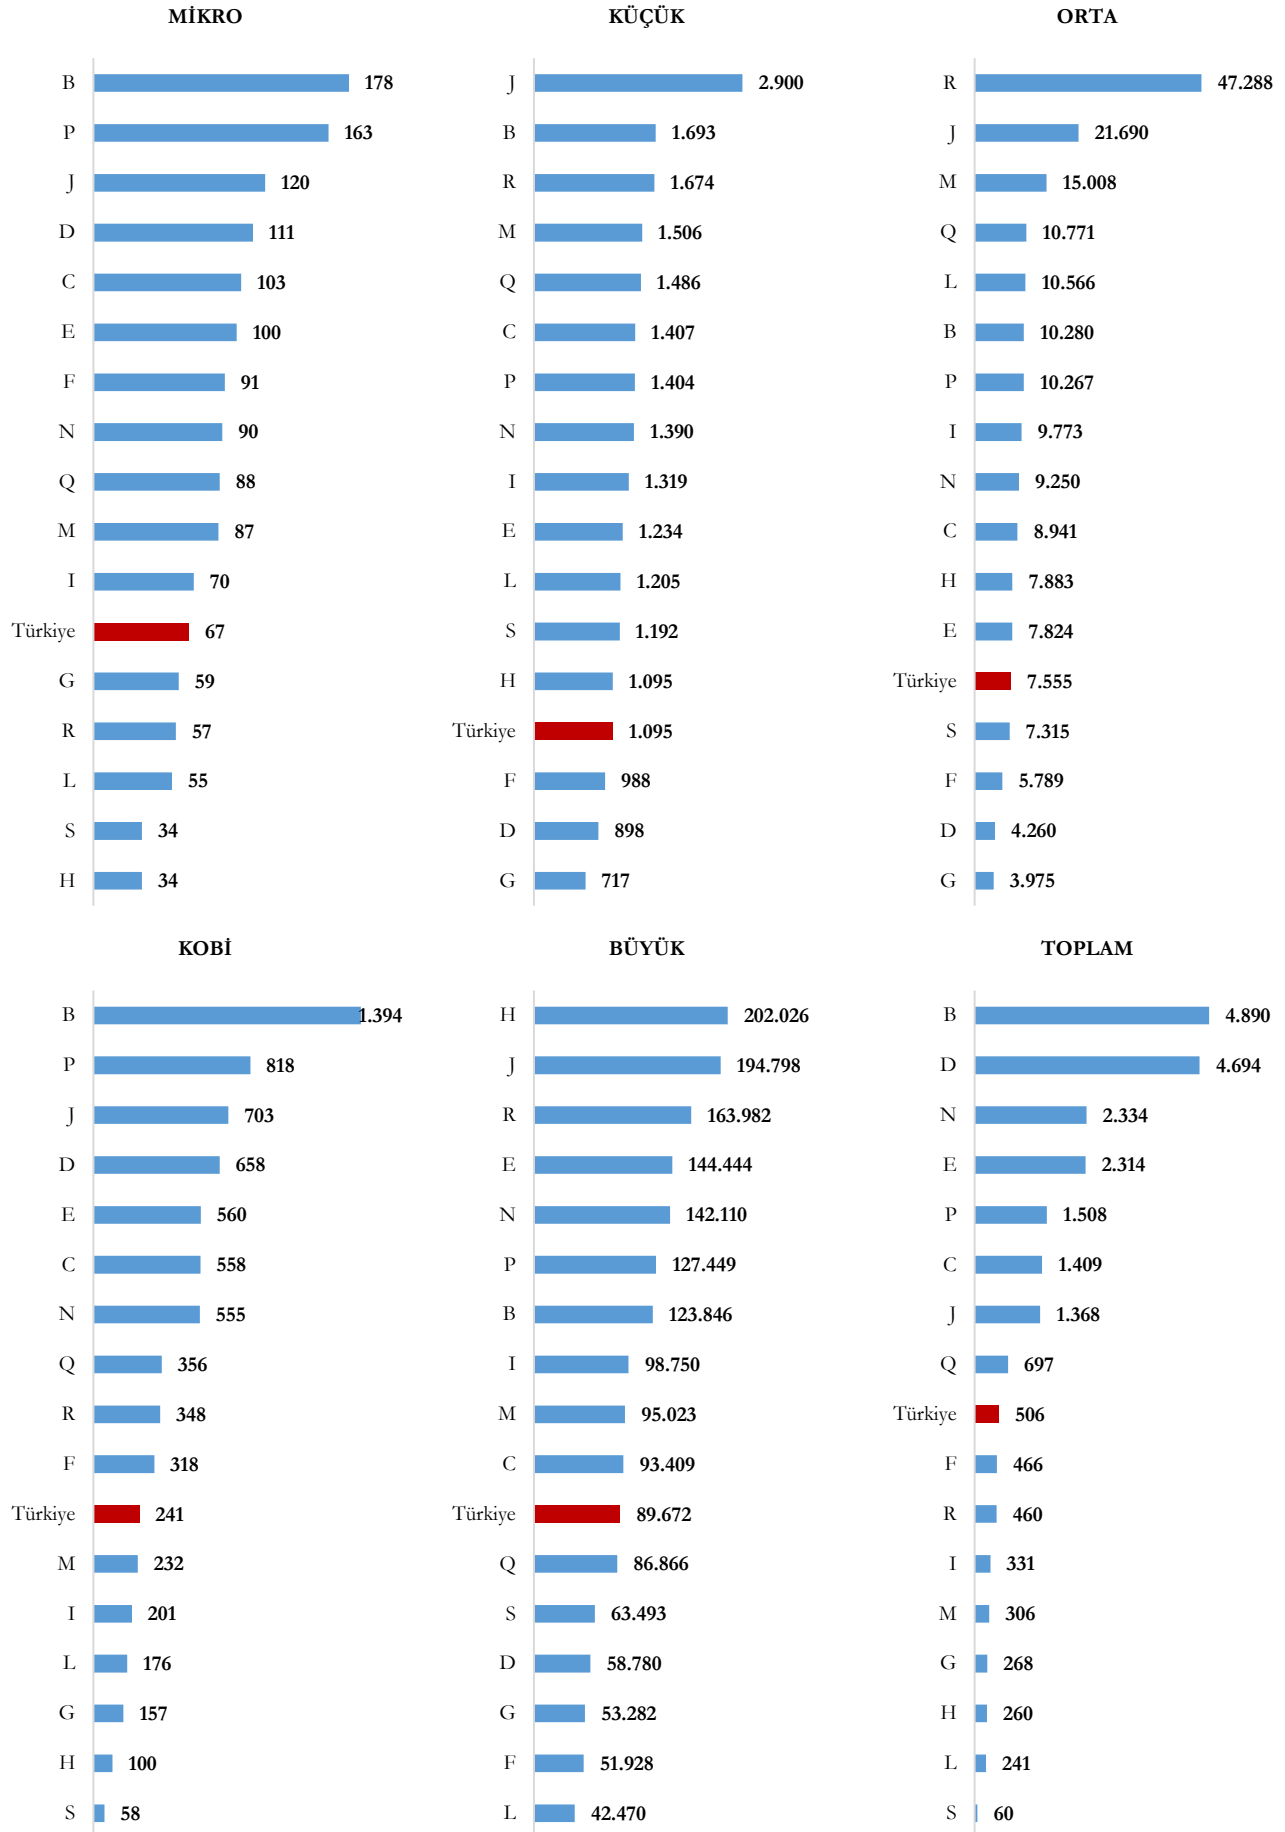 MİKRO
B 178
P 163
J 120
D 111
C 103
E 100
F 91
N 90
Q 88
M 87
I 70
Türkiye 67
G 59
R 57
L 55
S 34
H 34
KÜÇÜK
J 2.900
B 1.693
R 1.674
M 1.506
Q 1.486
C 1.407
P 1.404
N 1.390
I 1.319
E 1.234
L 1.205
S 1.192
H 1.095
Türkiye 1.095
F 988
D 898
G 717
ORTA
R 47.288
J 21.690
M 15.008
Q 10.771
L 10.566
B 10.280
P 10.267
I 9.773
N 9.250
C 8.941
H 7.883
E 7.824
Türkiye 7.555
S 7.315
F 5.789
D 4.260
G 3.975
KOBİ
B 1.394
P 818
J 703
D 658
E 560
C 558
N 555
Q 356
R 348
F 318
Türkiye 241
M 232
I 201
L 176
G 157
H 100
S 58
BÜYÜK
H 202.026
J 194.798
R 163.982
E 144.444
N 142.110
P 127.449
B 123.846
I 98.750
M 95.023
C 93.409
Türkiye 89.672
Q 86.866
S 63.493
D 58.780
G 53.282
F 51.928
L 42.470
TOPLAM
B 4.890
D 4.694
N 2.334
E 2.314
P 1.508
C 1.409
J 1.368
Q 697
Türkiye 506
F 466
R 460
I 331
M 306
G 268
H 260
L 241
S 60